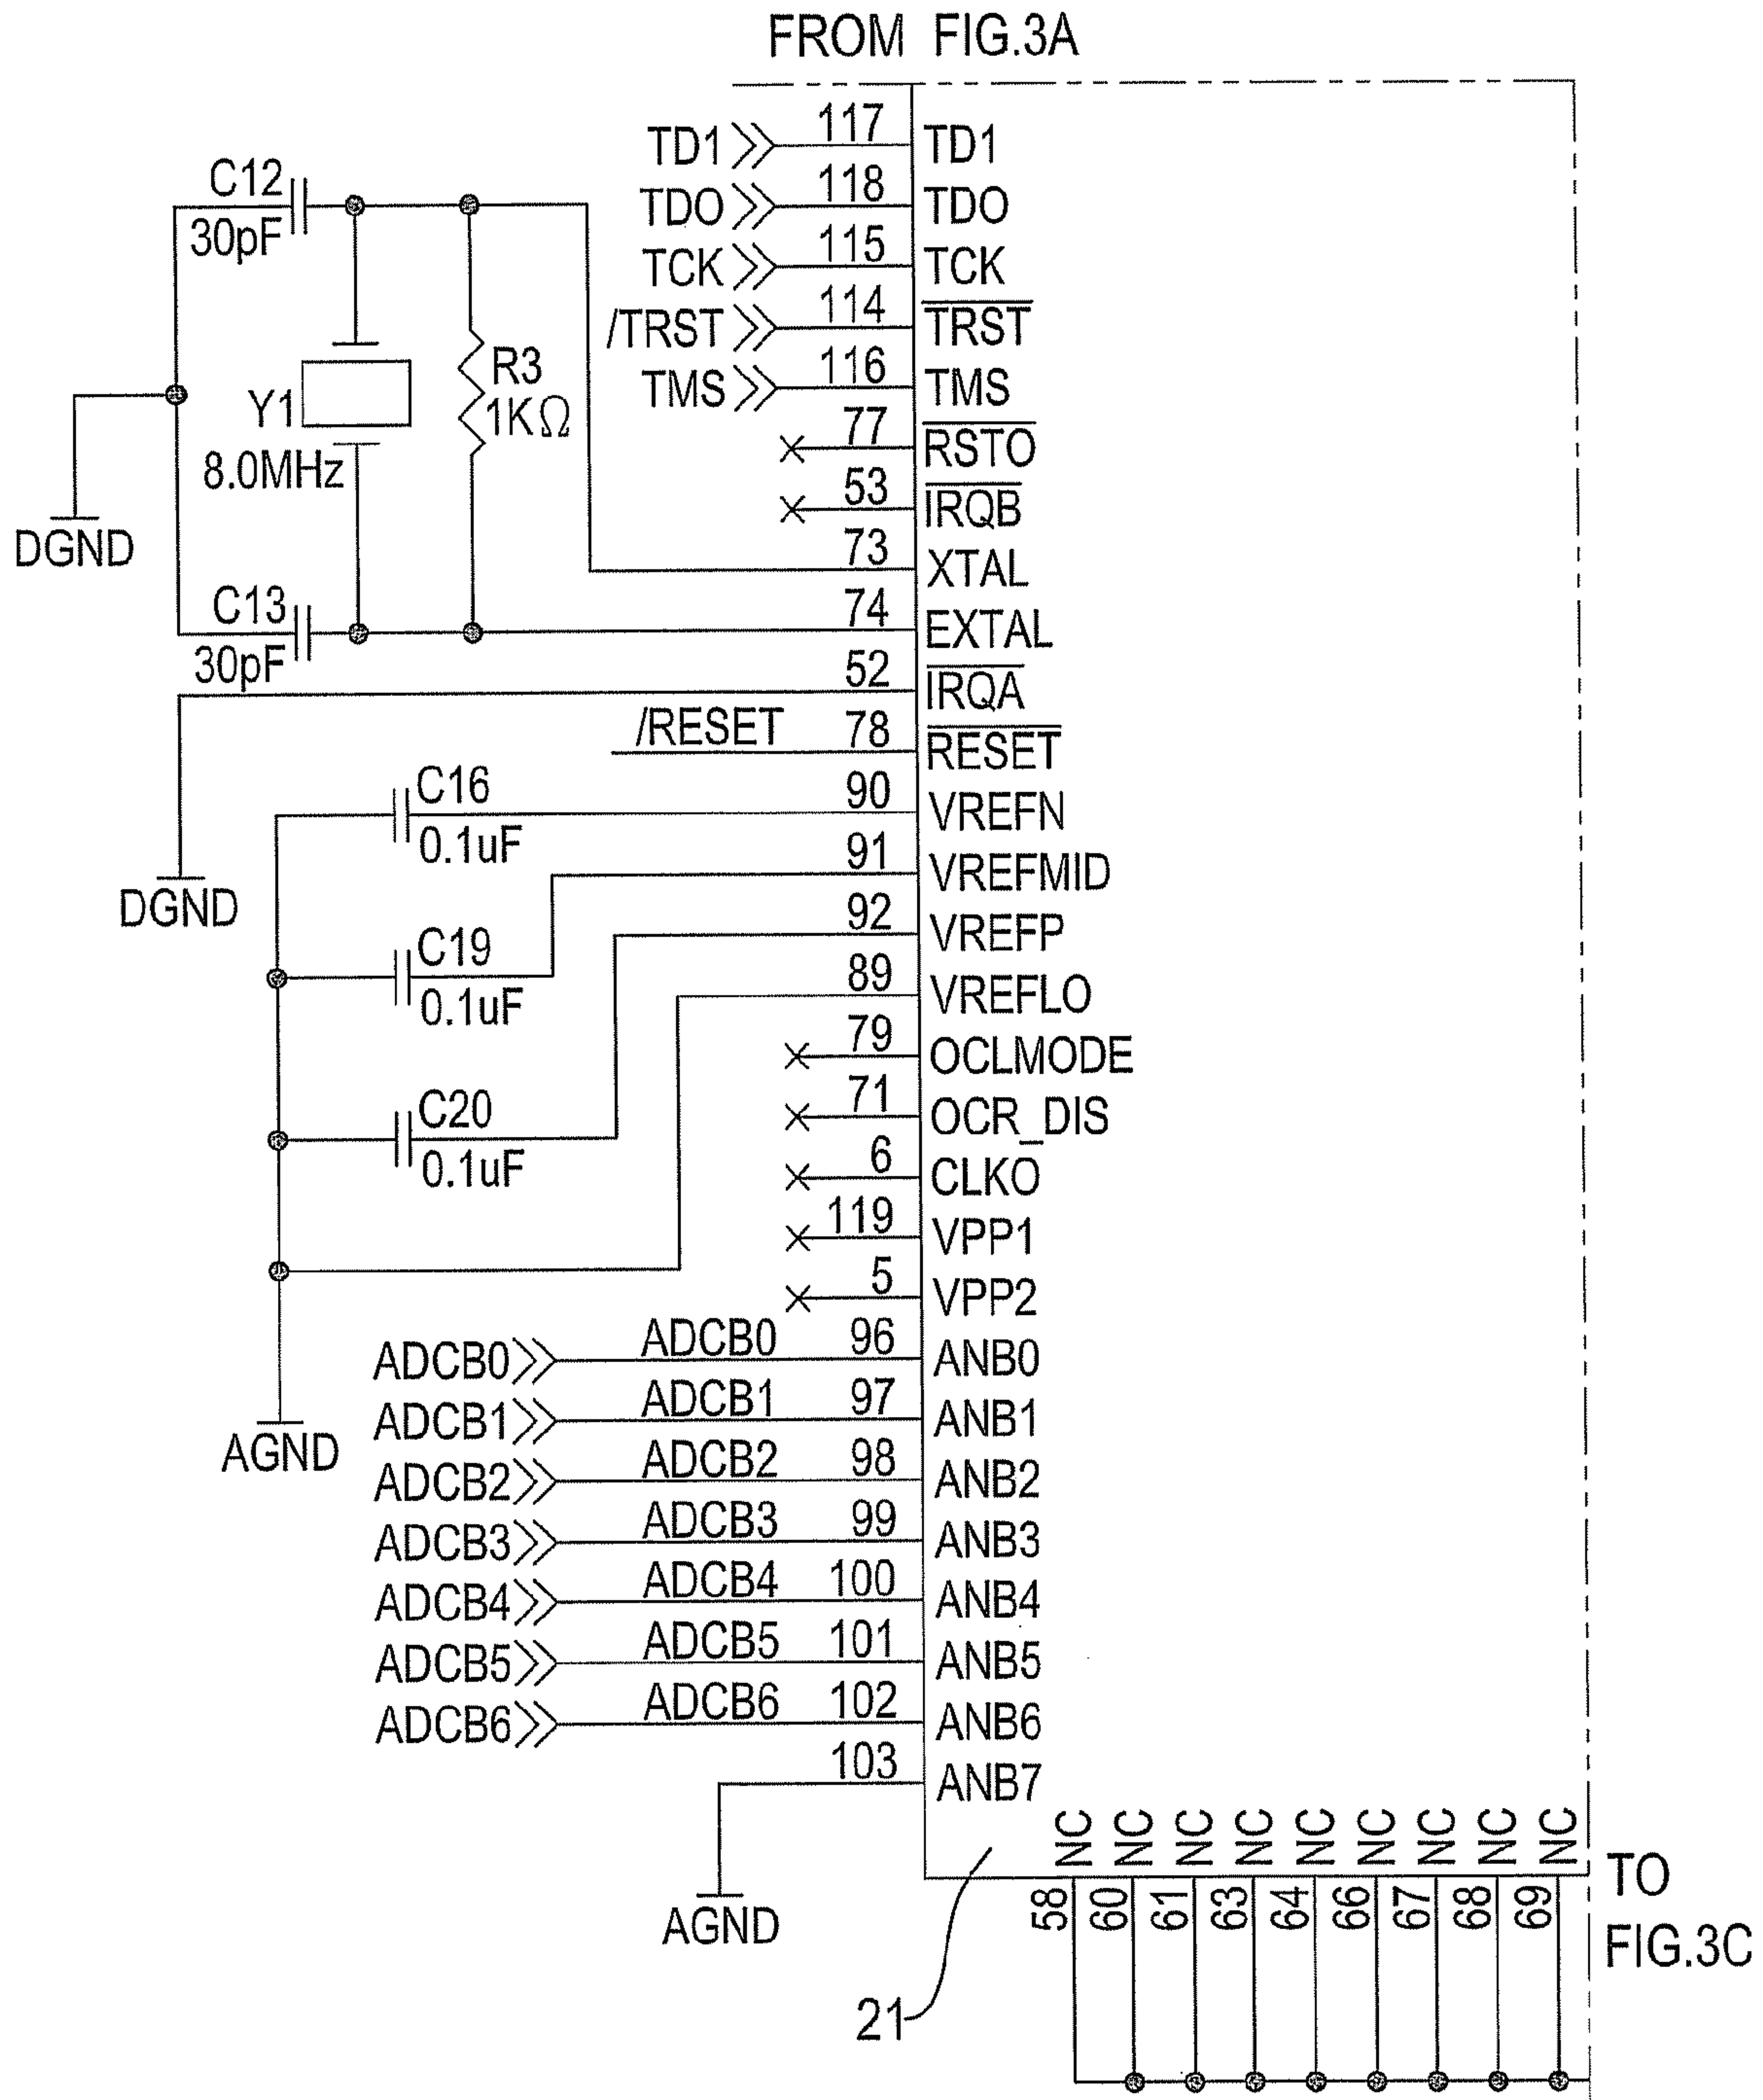 FROM FIG.3A
TD1 117 TD1
TDO 118 TDO
TCK 115 TCK
/TRST 114 TRST
TMS 116 TMS
77 RSTO
53 IRQB
73 XTAL
74 EXTAL
52 IRQA
/RESET 78 RESET
90 VREFN
91 VREFMID
92 VREFP
89 VREFLO
79 OCLMODE
71 OCR_DIS
6 CLKO
119 VPP1
5 VPP2
C12
30pF
Y1
8.0MHz
R3
1KΩ
DGND
C13
30pF
C16
0.1uF
DGND
C19
0.1uF
C20
0.1uF
AGND
ADCB0 ADCB0 96 ANB0
ADCB1 ADCB1 97 ANB1
ADCB2 ADCB2 98 ANB2
ADCB3 ADCB3 99 ANB3
ADCB4 ADCB4 100 ANB4
ADCB5 ADCB5 101 ANB5
ADCB6 ADCB6 102 ANB6
103 ANB7
AGND
NC NC NC NC NC NC NC NC NC
58 60 61 63 64 66 67 68 69
TO
FIG.3C
21